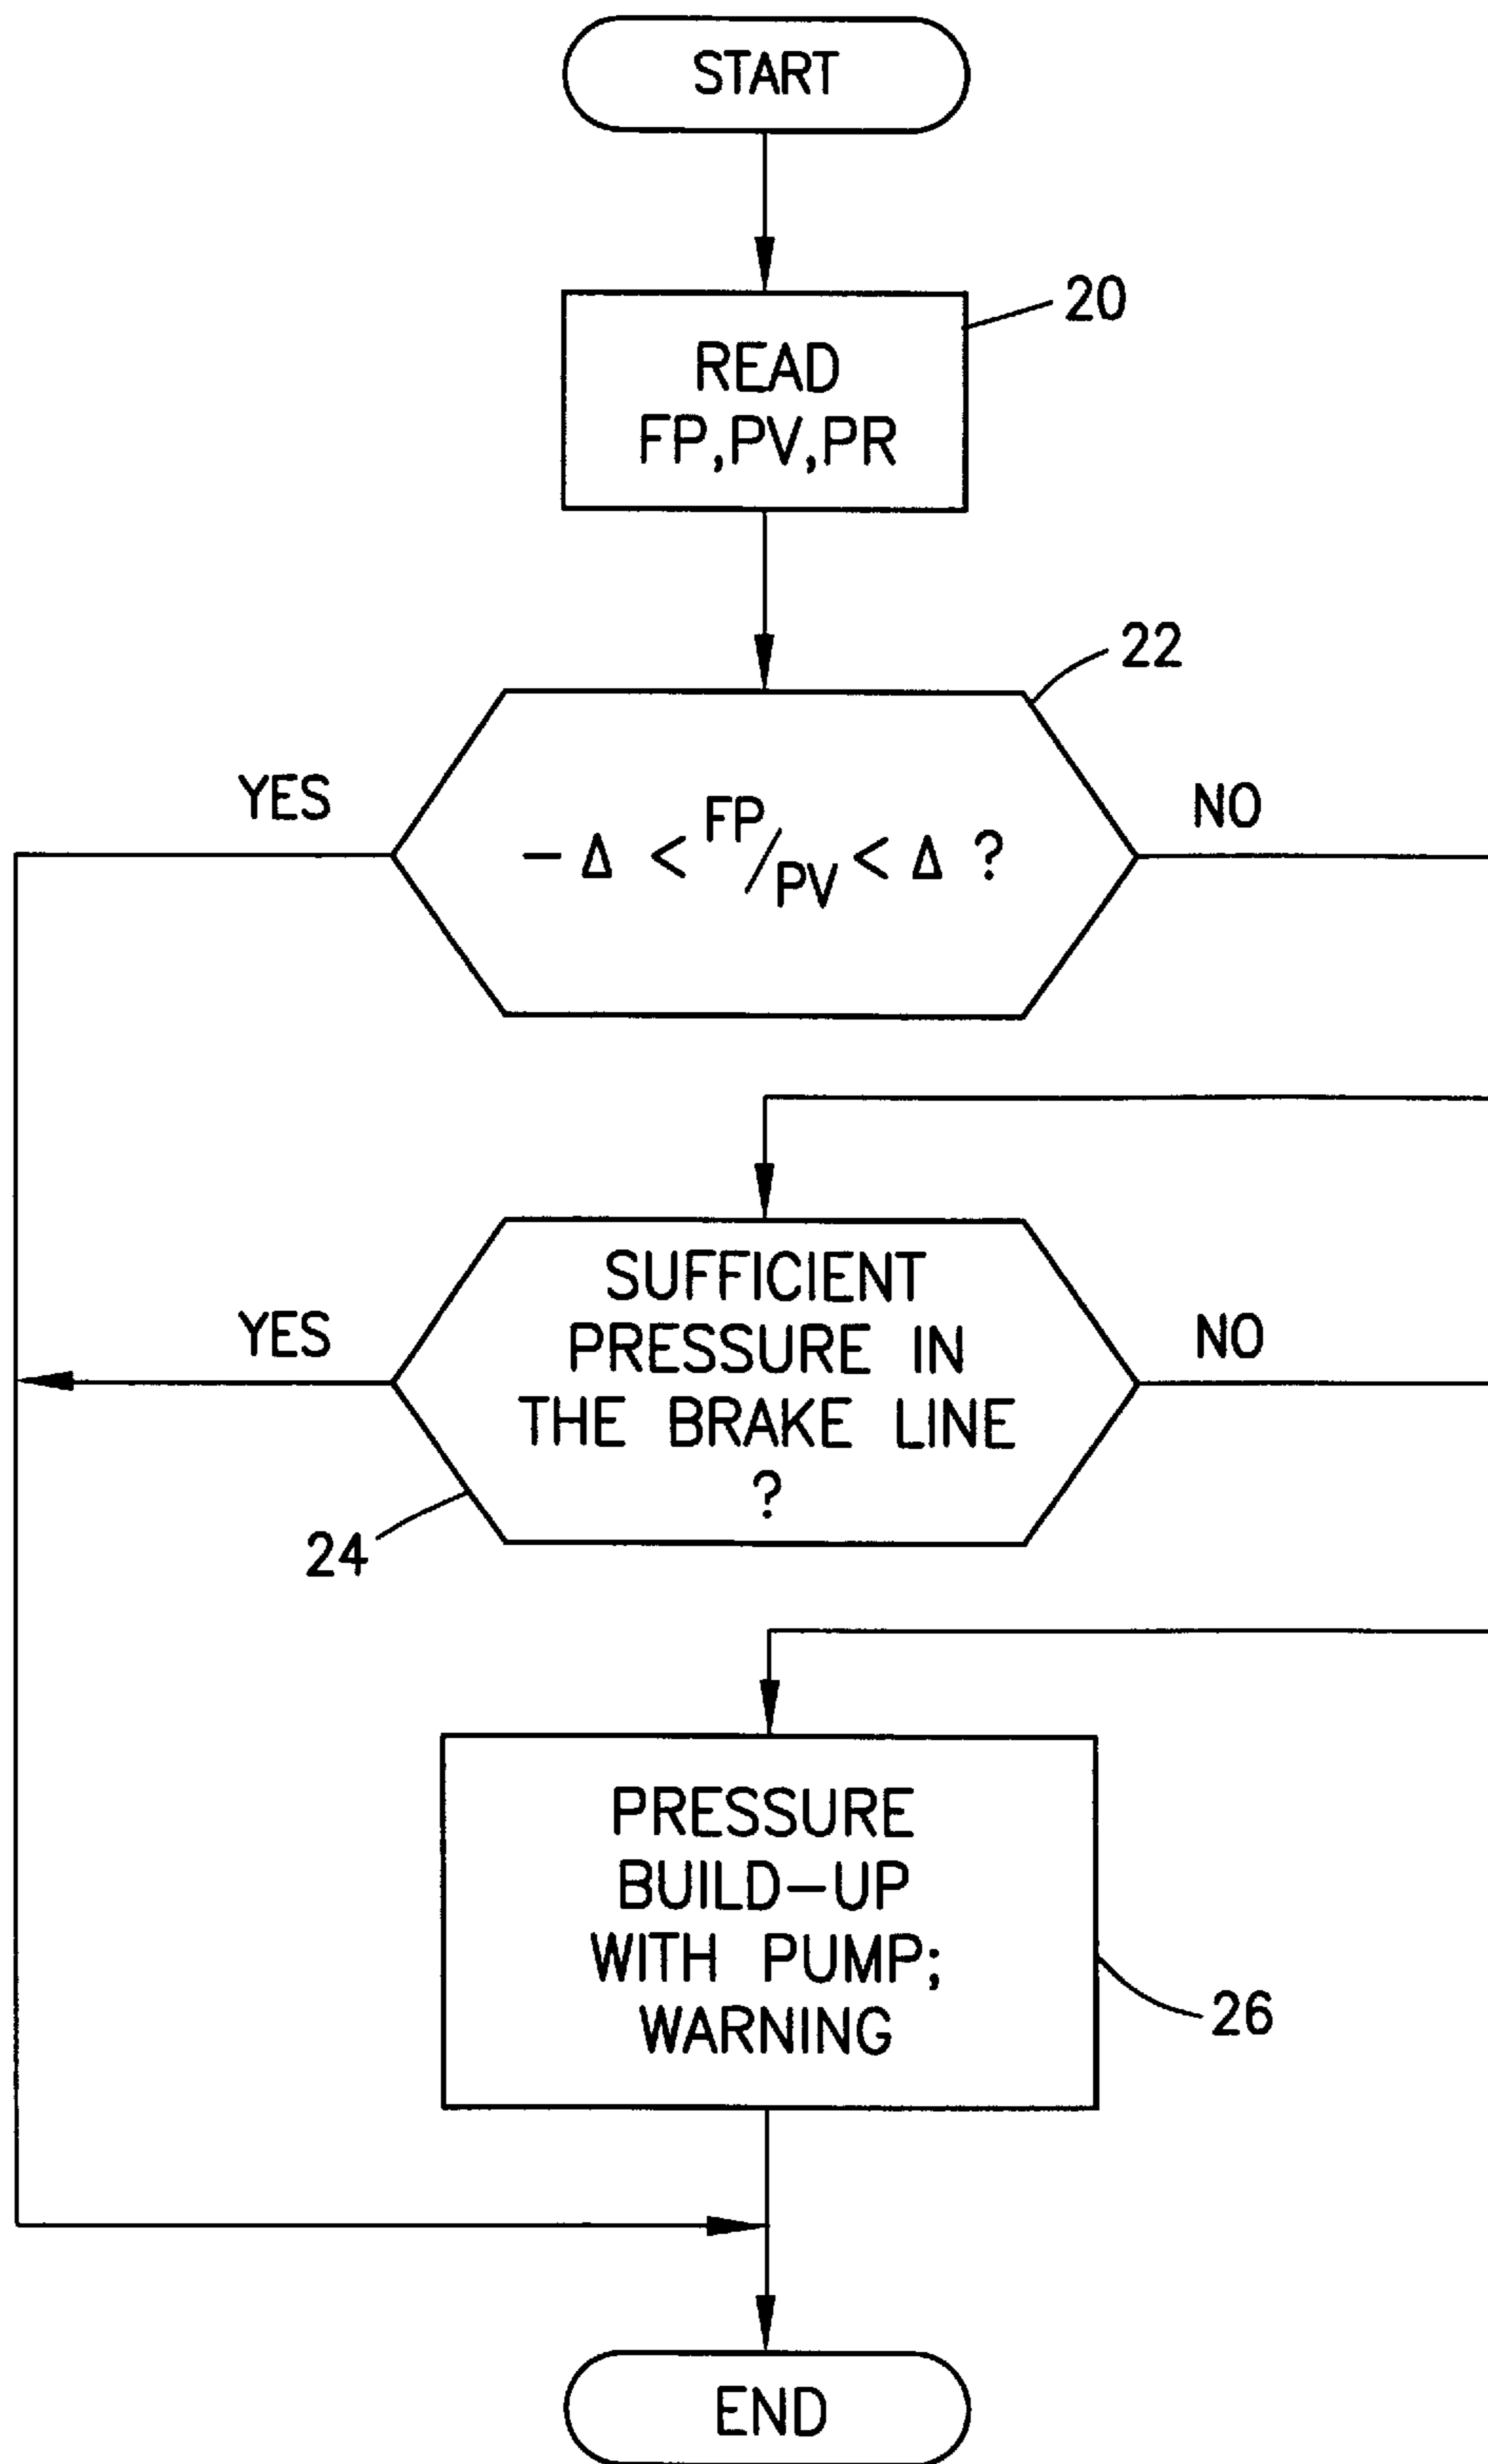 START
20
READ
FP,PV,PR
22
YES
NO
- Δ < FP/PV < Δ ?
SUFFICIENT
YES
PRESSURE IN
NO
THE BRAKE LINE
?
24
PRESSURE
BUILD-UP
WITH PUMP;
WARNING
26
END